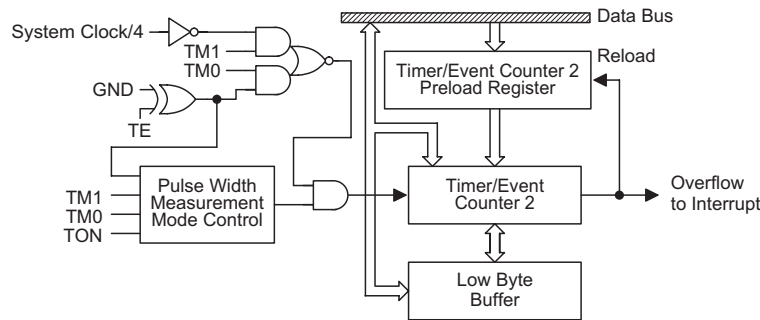 System Clock/4
TM1
TM0
GND
TE
Data Bus
Timer/Event Counter 2
Preload Register
Reload
TM1
TM0
TON
Pulse Width
Measurement
Mode Control
Timer/Event
Counter 2
Overflow
to Interrupt
Low Byte
Buffer